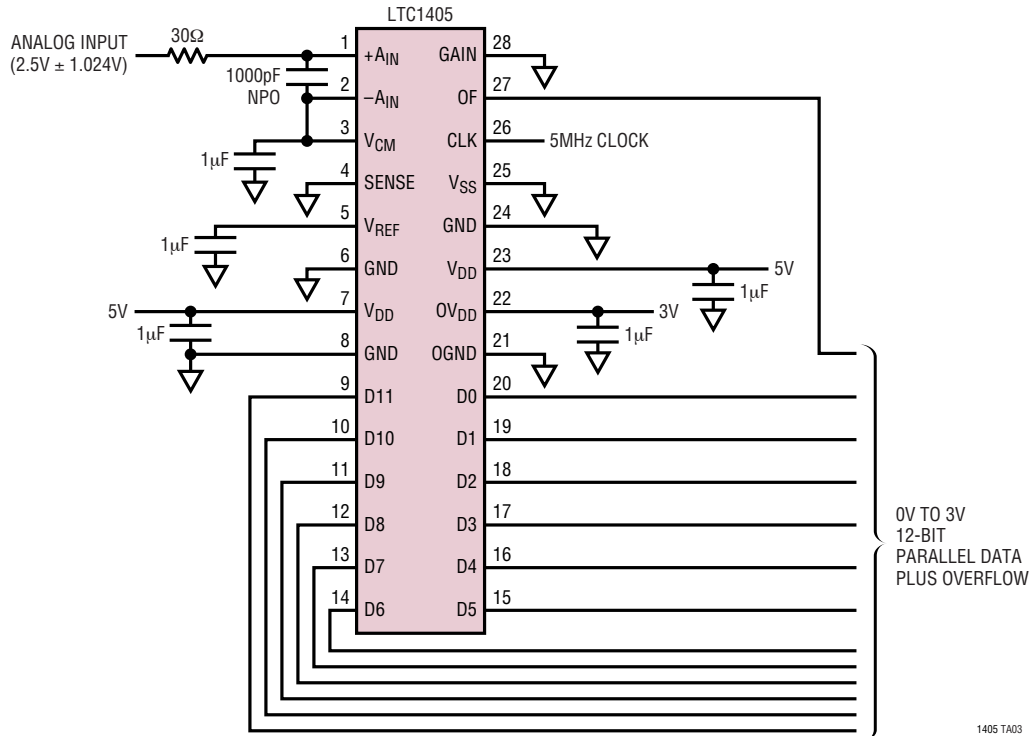 LTC1405
ANALOG INPUT
(2.5V ± 1.024V)
30Ω
1000pF
NPO
1µF
1µF
5V
1µF
1 +AIN
2 –AIN
3 VCM
4 SENSE
5 VREF
6 GND
7 VDD
8 GND
9 D11
10 D10
11 D9
12 D8
13 D7
14 D6
GAIN 28
OF 27
CLK 26
5MHz CLOCK
VSS 25
GND 24
VDD 23
5V
1µF
OVDD 22
3V
1µF
OGND 21
D0 20
D1 19
D2 18
D3 17
D4 16
D5 15
0V TO 3V
12-BIT
PARALLEL DATA
PLUS OVERFLOW
1405 TA03